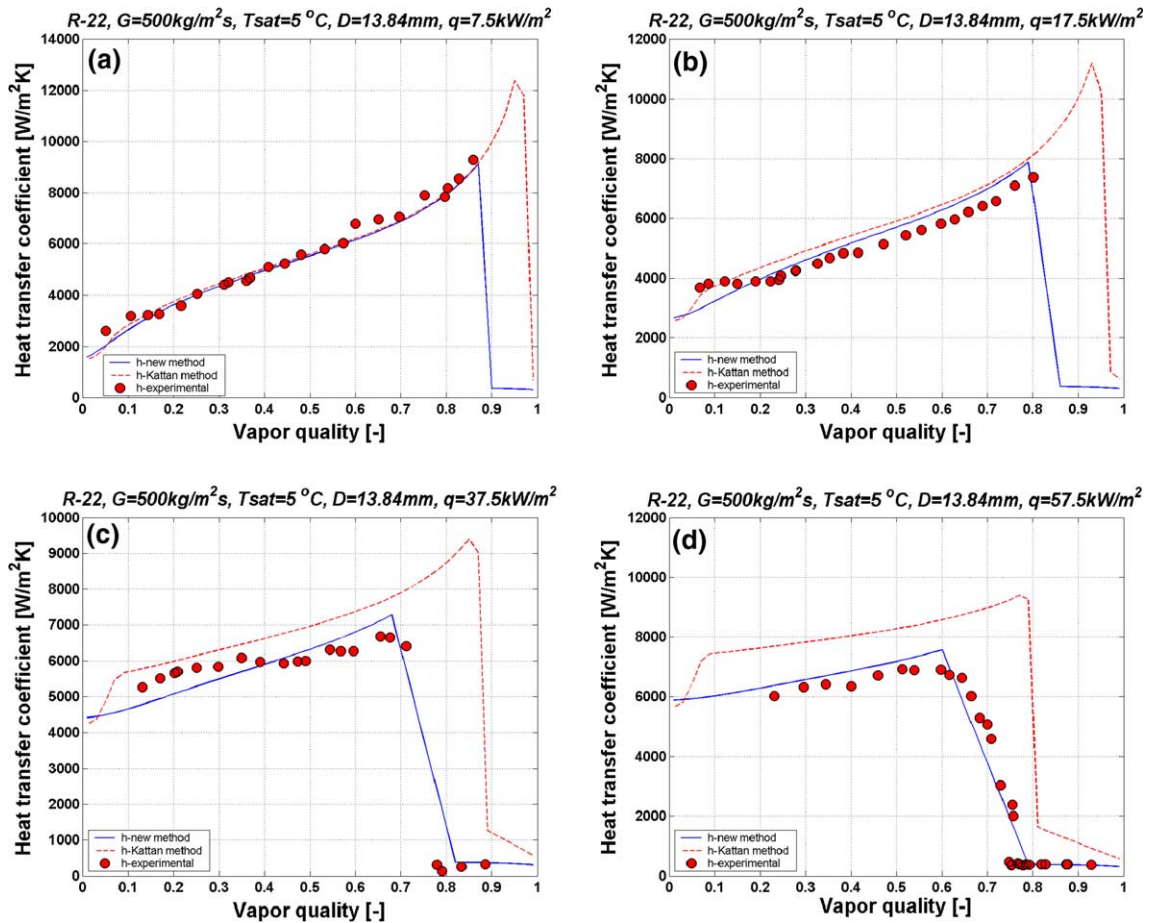 R-22, G=500kg/m²s, Tsat=5 °C, D=13.84mm, q=7.5kW/m²
(a)
Heat transfer coefficient [W/m²K]
14000
12000
10000
8000
6000
4000
2000
0
h-new method
h-Kattan method
h-experimental
0 0.1 0.2 0.3 0.4 0.5 0.6 0.7 0.8 0.9 1
Vapor quality [-]
R-22, G=500kg/m²s, Tsat=5 °C, D=13.84mm, q=17.5kW/m²
(b)
Heat transfer coefficient [W/m²K]
12000
10000
8000
6000
4000
2000
0
h-new method
h-Kattan method
h-experimental
0 0.1 0.2 0.3 0.4 0.5 0.6 0.7 0.8 0.9 1
Vapor quality [-]
R-22, G=500kg/m²s, Tsat=5 °C, D=13.84mm, q=37.5kW/m²
(c)
Heat transfer coefficient [W/m²K]
10000
9000
8000
7000
6000
5000
4000
3000
2000
1000
0
h-new method
h-Kattan method
h-experimental
0 0.1 0.2 0.3 0.4 0.5 0.6 0.7 0.8 0.9 1
Vapor quality [-]
R-22, G=500kg/m²s, Tsat=5 °C, D=13.84mm, q=57.5kW/m²
(d)
Heat transfer coefficient [W/m²K]
12000
10000
8000
6000
4000
2000
0
h-new method
h-Kattan method
h-experimental
0 0.1 0.2 0.3 0.4 0.5 0.6 0.7 0.8 0.9 1
Vapor quality [-]